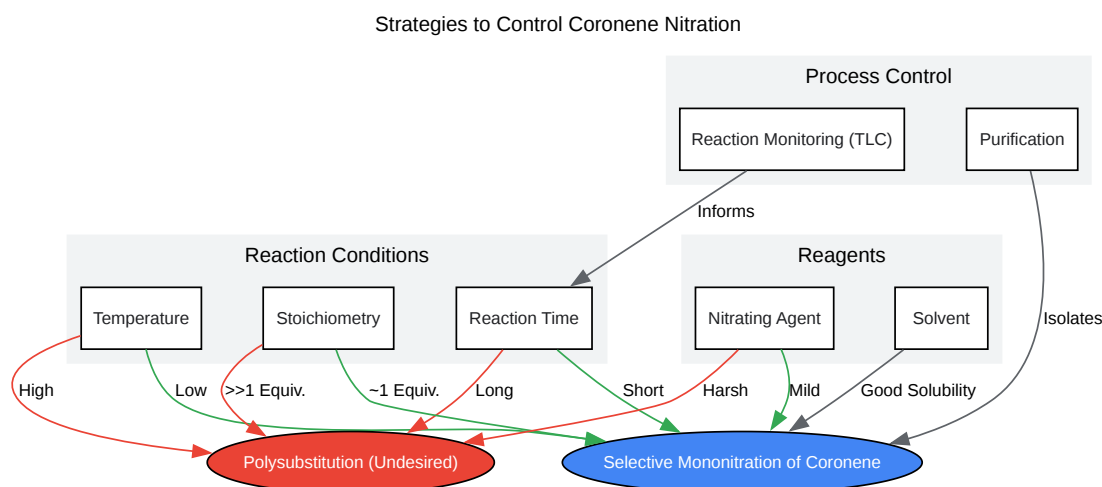 Strategies to Control Coronene Nitration
Process Control
Reaction Monitoring (TLC)
Purification
Informs
Reaction Conditions
Reagents
Temperature
Stoichiometry
Reaction Time
Nitrating Agent
Solvent
Isolates
High
Low
>>1 Equiv.
~1 Equiv.
Long
Short
Harsh
Mild
Good Solubility
Polysubstitution (Undesired)
Selective Mononitration of Coronene